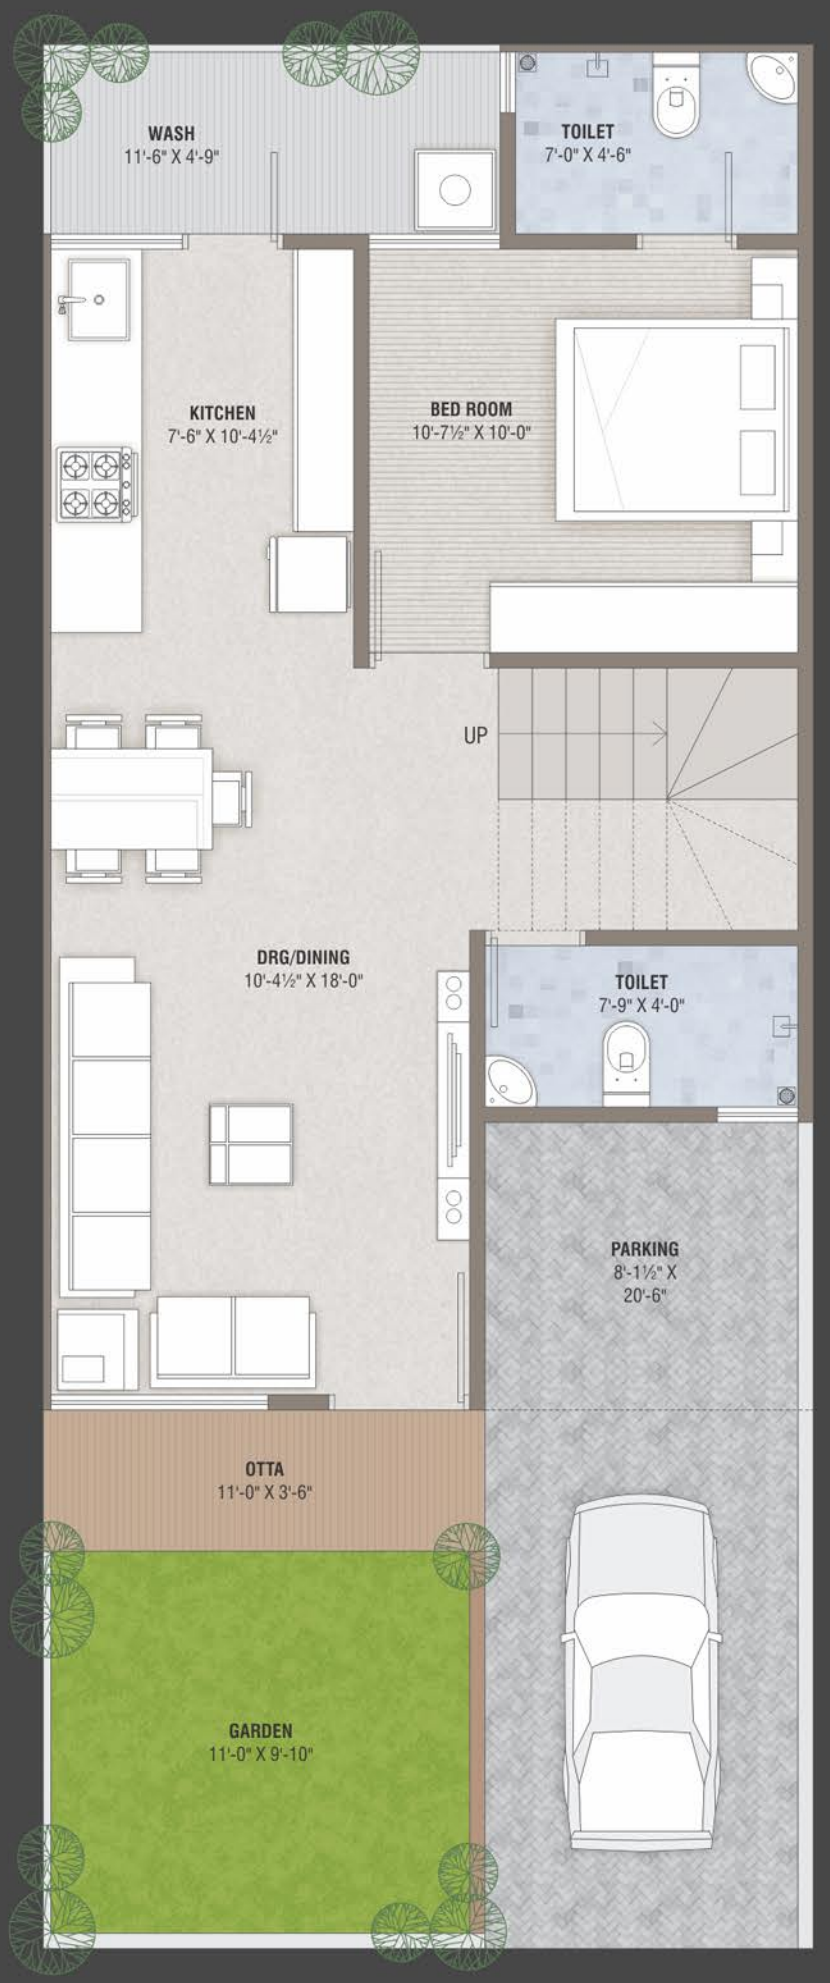 WASH
11'-6" X 4'-9"
TOILET
7'-0" X 4'-6"
KITCHEN
7'-6" X 10'-4½"
BED ROOM
10'-7½" X 10'-0"
UP
DRG/DINING
10'-4½" X 18'-0"
TOILET
7'-9" X 4'-0"
PARKING
8'-1½" X
20'-6"
OTTA
11'-0" X 3'-6"
GARDEN
11'-0" X 9'-10"